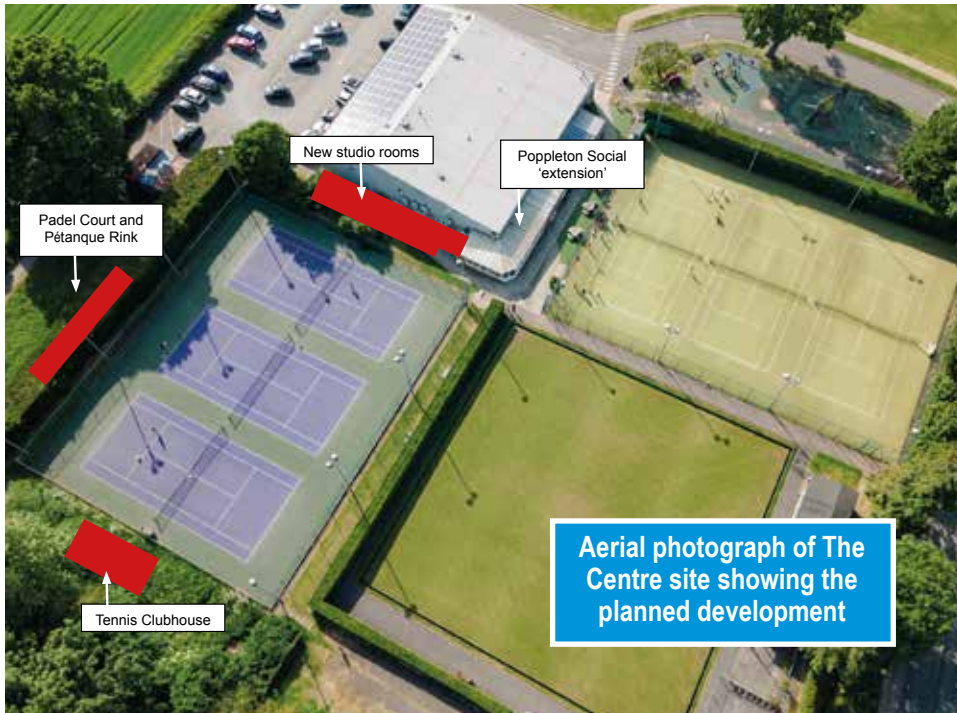 New studio rooms
Poppleton Social
‘extension’
Padel Court and
Pétanque Rink
Tennis Clubhouse
Aerial photograph of The
Centre site showing the
planned development